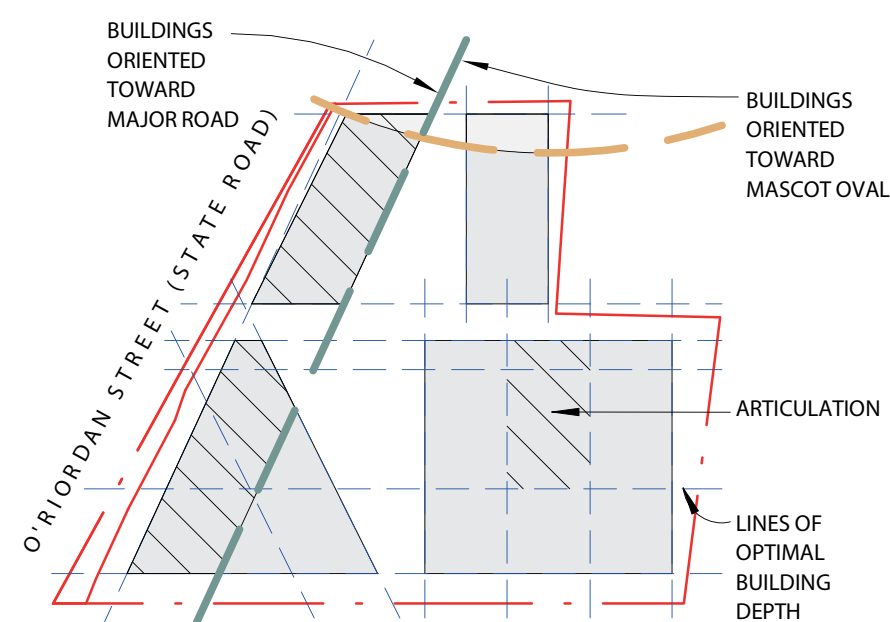 BUILDINGS
ORIENTED
TOWARD
MAJOR ROAD
BUILDINGS
ORIENTED
TOWARD
MASCOT OVAL
O'RIORDAN STREET (STATE ROAD)
ARTICULATION
LINES OF
OPTIMAL
BUILDING
DEPTH